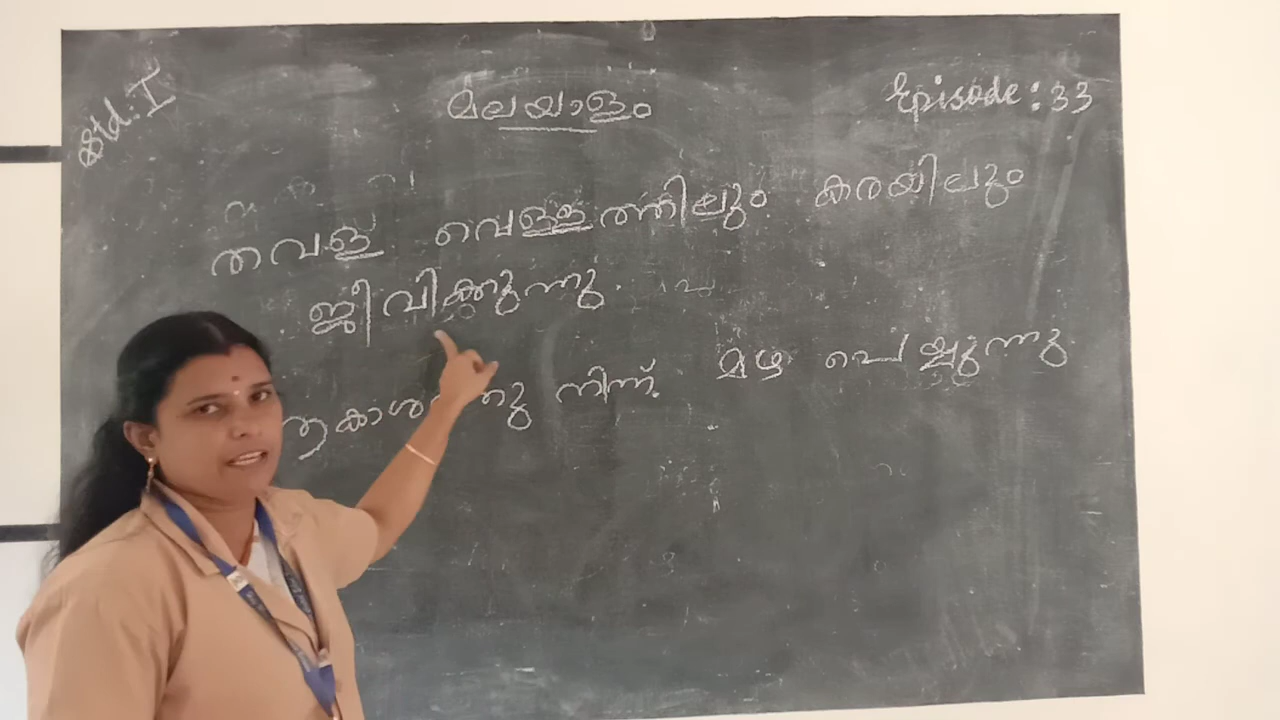 Std: I
മലയാളം
Episode: 33
തവള വെള്ളത്തിലും കരയിലും
ജീവിക്കുന്നു.
നിന്ന് മഴ പെയ്യുന്നു.